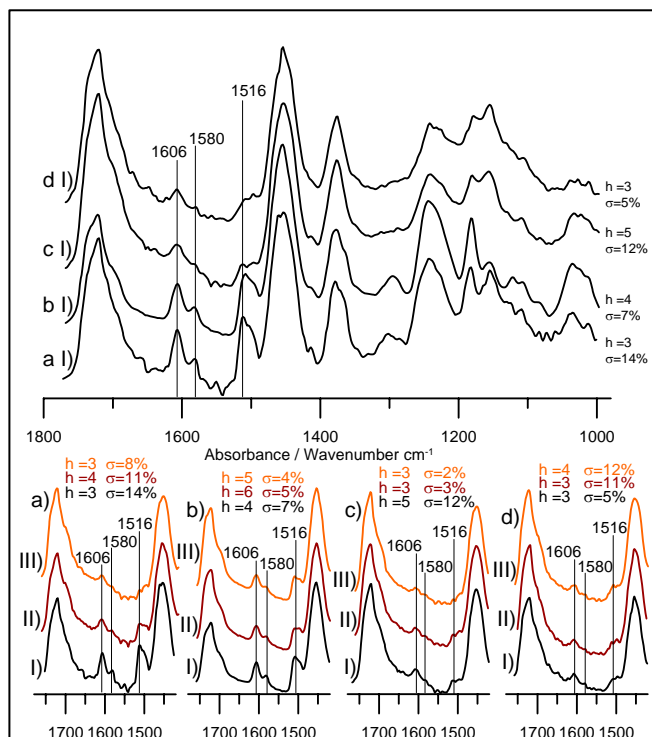 1516
1580
1606
d I)
h =3
σ=5%
c I)
h =5
σ=12%
b I)
h =4
σ=7%
a I)
h =3
σ=14%
1800 1600 1400 1200 1000
Absorbance / Wavenumber cm-1
h =3 σ=8%
h =4 σ=11%
h =3 σ=14%
a)
1516
1580
1606
III)
II)
I)
1700 1600 1500
h =5 σ=4%
h =6 σ=5%
h =4 σ=7%
b)
1516
1606
1580
III)
II)
I)
1700 1600 1500
h =3 σ=2%
h =3 σ=3%
h =5 σ=12%
c)
1516
1606
1580
III)
II)
I)
1700 1600 1500
h =4 σ=12%
h =3 σ=11%
h =3 σ=5%
d)
1516
1606
1580
III)
II)
I)
1700 1600 1500